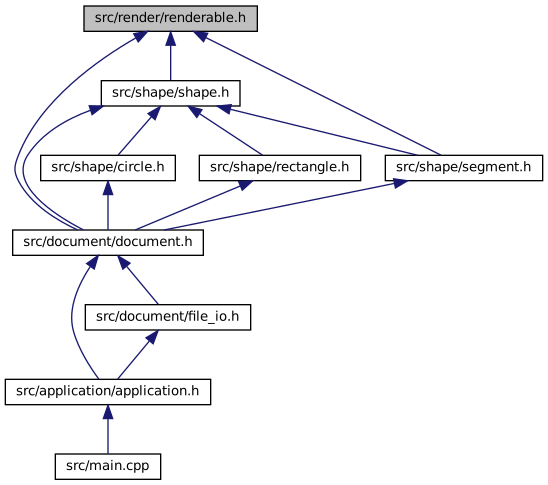 src/render/renderable.h
src/shape/shape.h
src/shape/circle.h
src/shape/rectangle.h
src/shape/segment.h
src/document/document.h
src/document/file_io.h
src/application/application.h
src/main.cpp